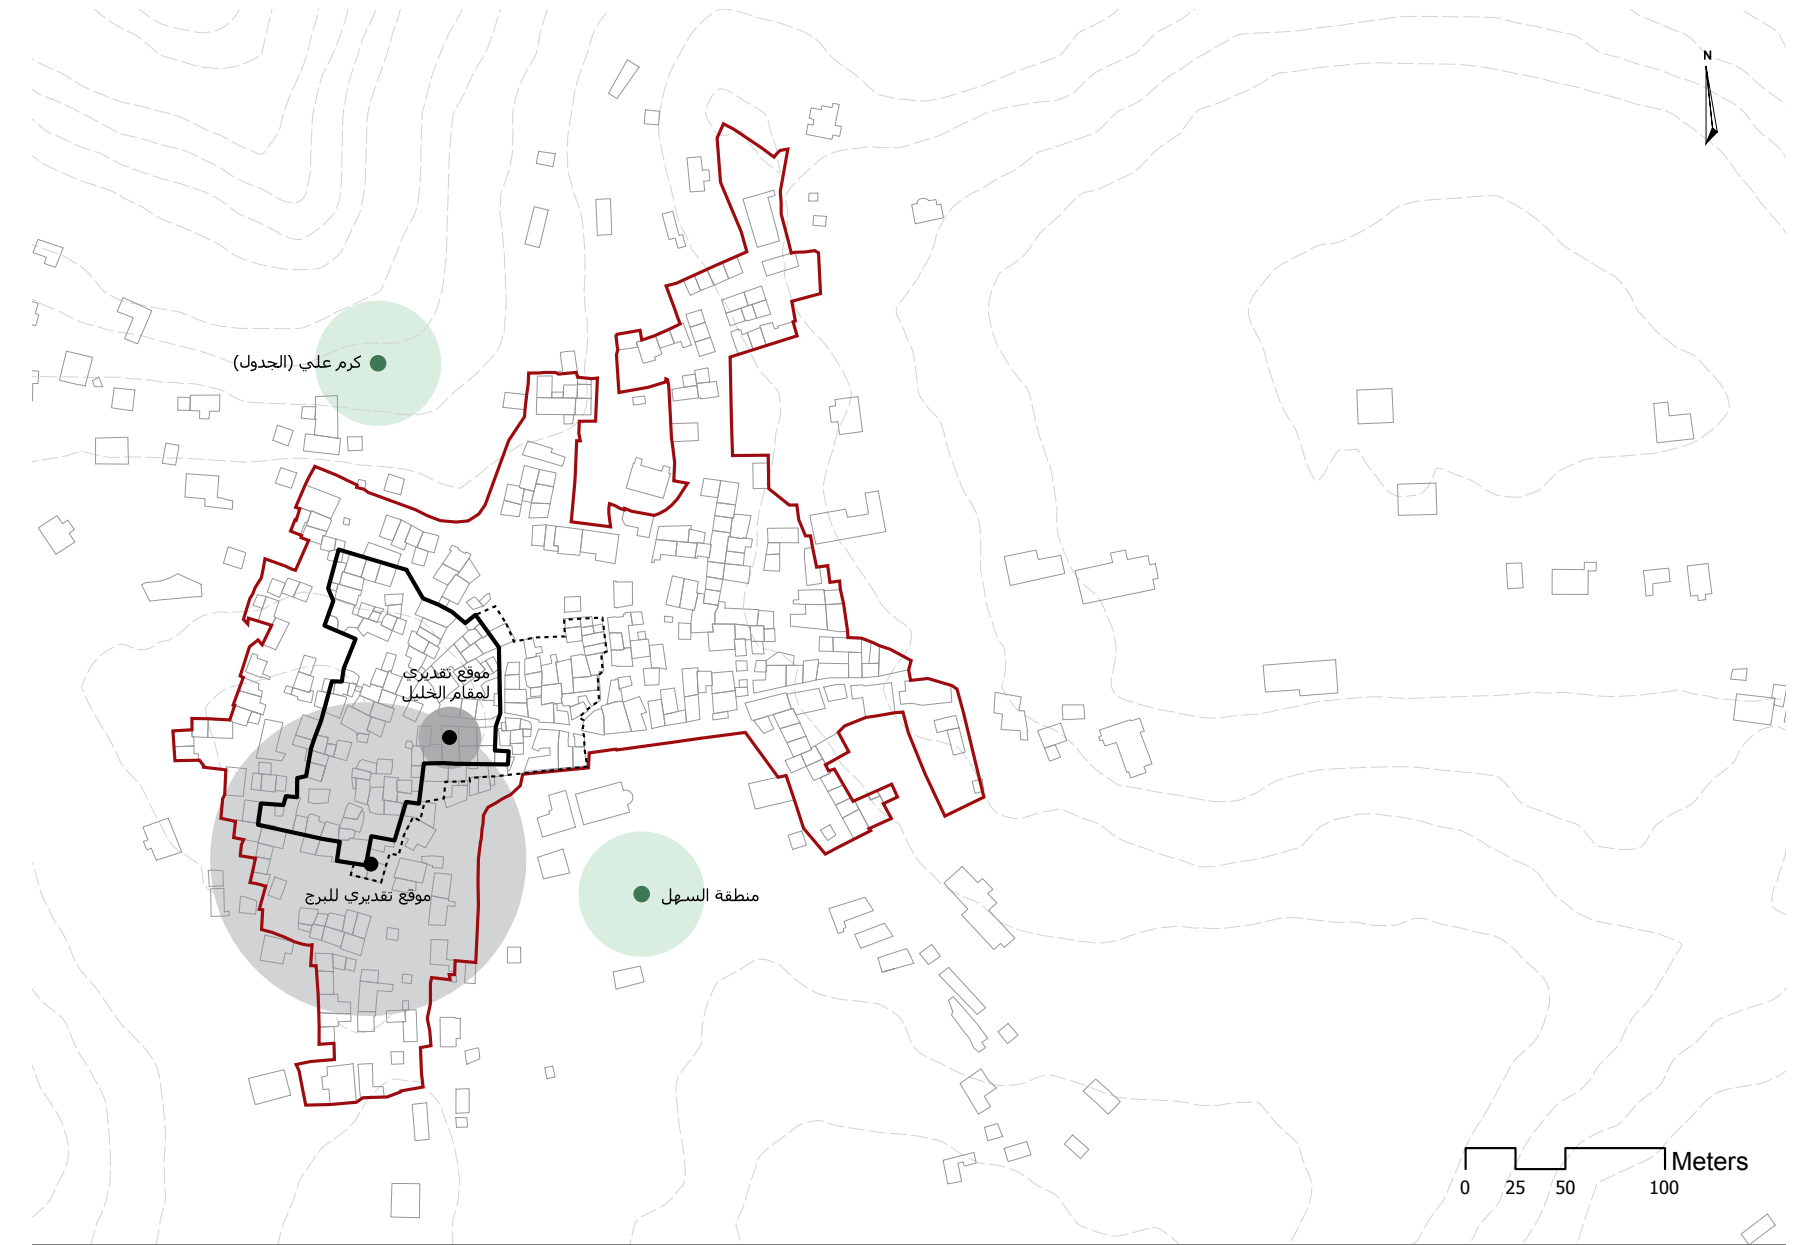 N
كرم علي (الجدول)
موقع تقديري
لمقام الخليل
موقع تقديري للبرج
منطقة السهل
Meters
0 25 50 100